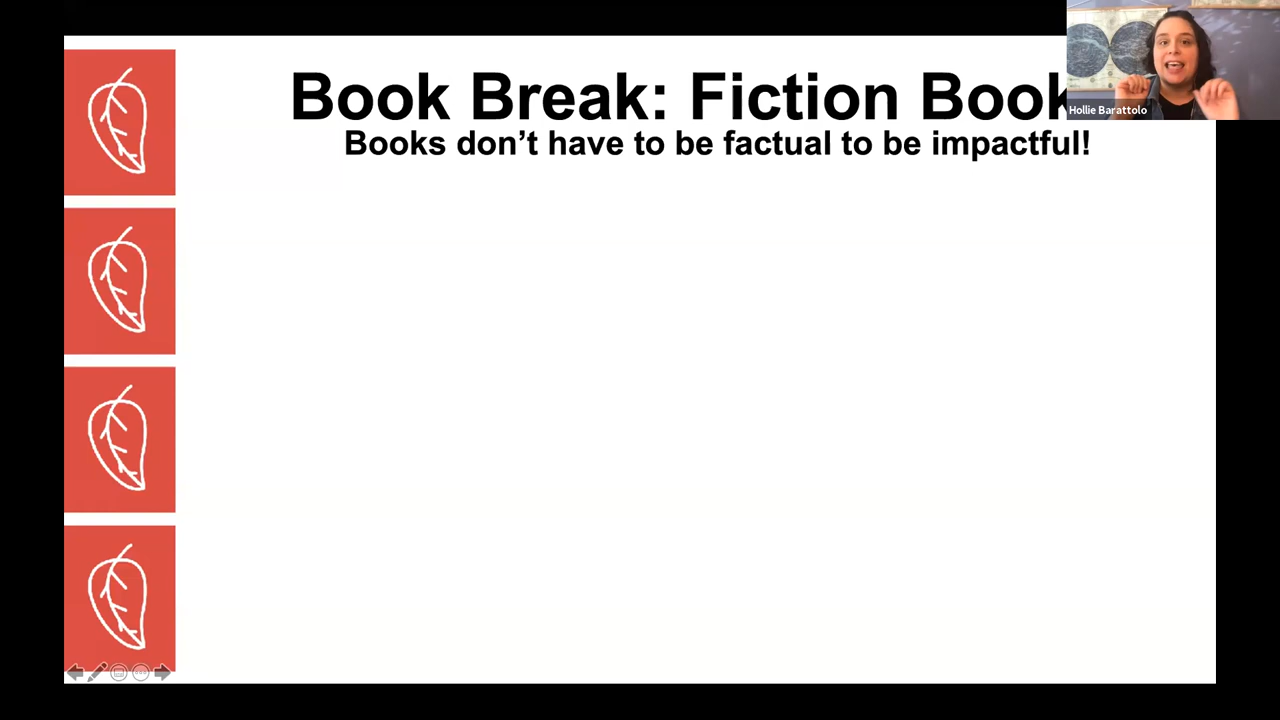 Book Break: Fiction Book
Books don’t have to be factual to be impactful!
Hollie Barattolo